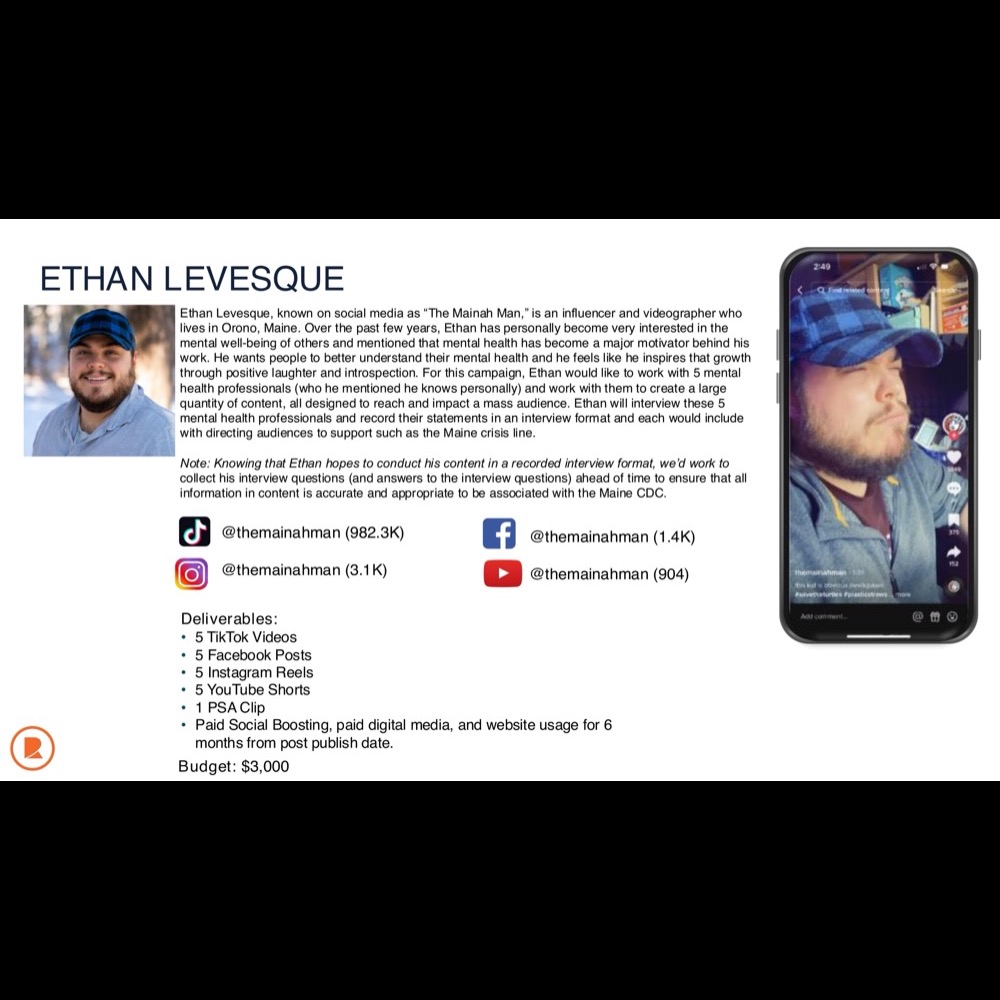 ETHAN LEVESQUE
Ethan Levesque, known on social media as “The Mainah Man,” is an influencer and videographer who
lives in Orono, Maine. Over the past few years, Ethan has personally become very interested in the
mental well-being of others and mentioned that mental health has become a major motivator behind his
work. He wants people to better understand their mental health and he feels like he inspires that growth
through positive laughter and introspection. For this campaign, Ethan would like to work with 5 mental
health professionals (who he mentioned he knows personally) and work with them to create a large
quantity of content, all designed to reach and impact a mass audience. Ethan will interview these 5
mental health professionals and record their statements in an interview format and each would include
with directing audiences to support such as the Maine crisis line.
Note: Knowing that Ethan hopes to conduct his content in a recorded interview format, we’d work to
collect his interview questions (and answers to the interview questions) ahead of time to ensure that all
information in content is accurate and appropriate to be associated with the Maine CDC.
@themainahman (982.3K)
@themainahman (1.4K)
@themainahman (3.1K)
@themainahman (904)
Deliverables:
• 5 TikTok Videos
• 5 Facebook Posts
• 5 Instagram Reels
• 5 YouTube Shorts
• 1 PSA Clip
• Paid Social Boosting, paid digital media, and website usage for 6
months from post publish date.
Budget: $3,000
R
2:49
Find related content
Search
375
152
themainahman
#savetheturtles #plasticstraws ... more
Add comment...